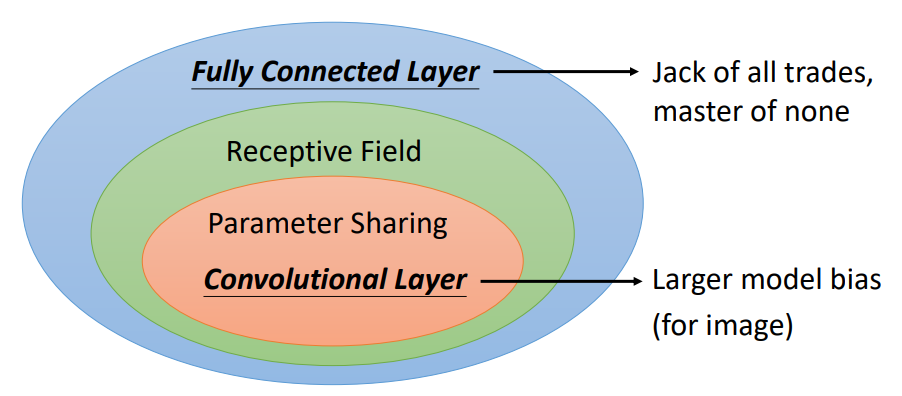 Fully Connected Layer
Jack of all trades,
master of none
Receptive Field
Parameter Sharing
Convolutional Layer
Larger model bias
(for image)